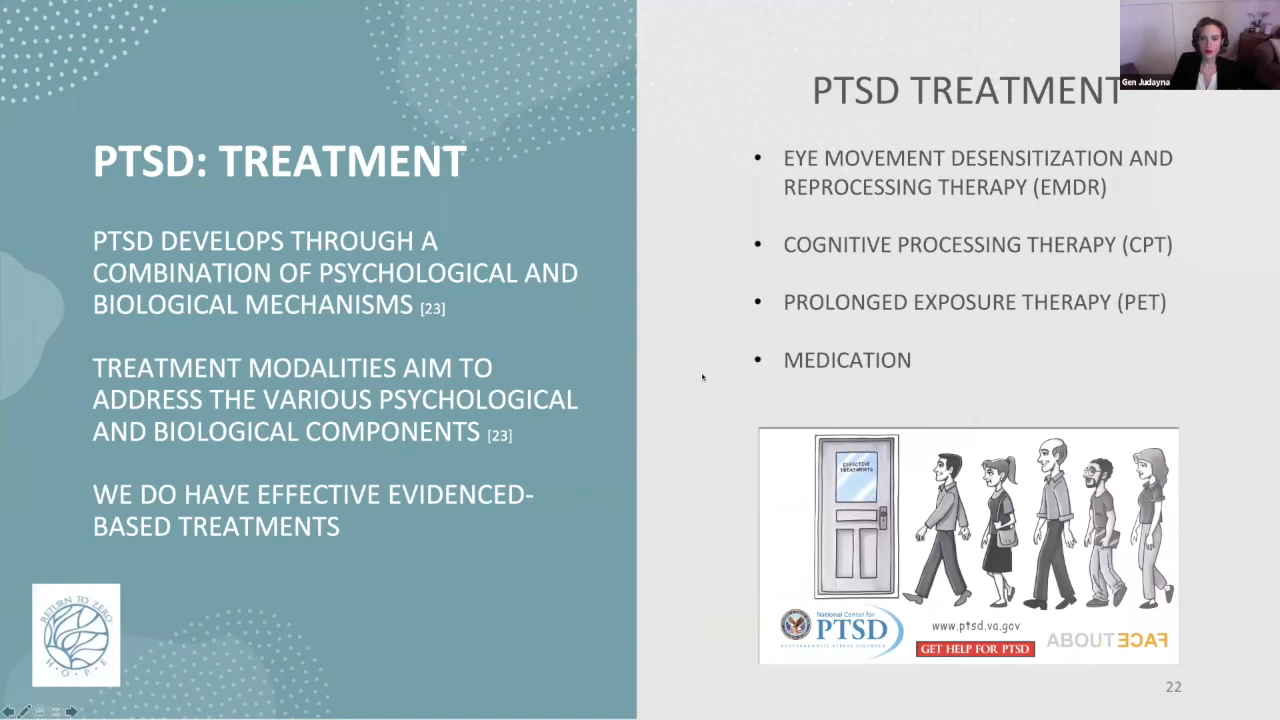 Gen Judayna
PTSD: TREATMENT
PTSD DEVELOPS THROUGH A
COMBINATION OF PSYCHOLOGICAL AND
BIOLOGICAL MECHANISMS [23]
TREATMENT MODALITIES AIM TO
ADDRESS THE VARIOUS PSYCHOLOGICAL
AND BIOLOGICAL COMPONENTS [23]
WE DO HAVE EFFECTIVE EVIDENCED-
BASED TREATMENTS
RETURN TO ZERO
H·O·P·E
PTSD TREATMENT
• EYE MOVEMENT DESENSITIZATION AND
REPROCESSING THERAPY (EMDR)
• COGNITIVE PROCESSING THERAPY (CPT)
• PROLONGED EXPOSURE THERAPY (PET)
• MEDICATION
EFFECTIVE
TREATMENTS
National Center for
PTSD
POSTTRAUMATIC STRESS DISORDER
www.ptsd.va.gov
GET HELP FOR PTSD
ABOUT FACE
22